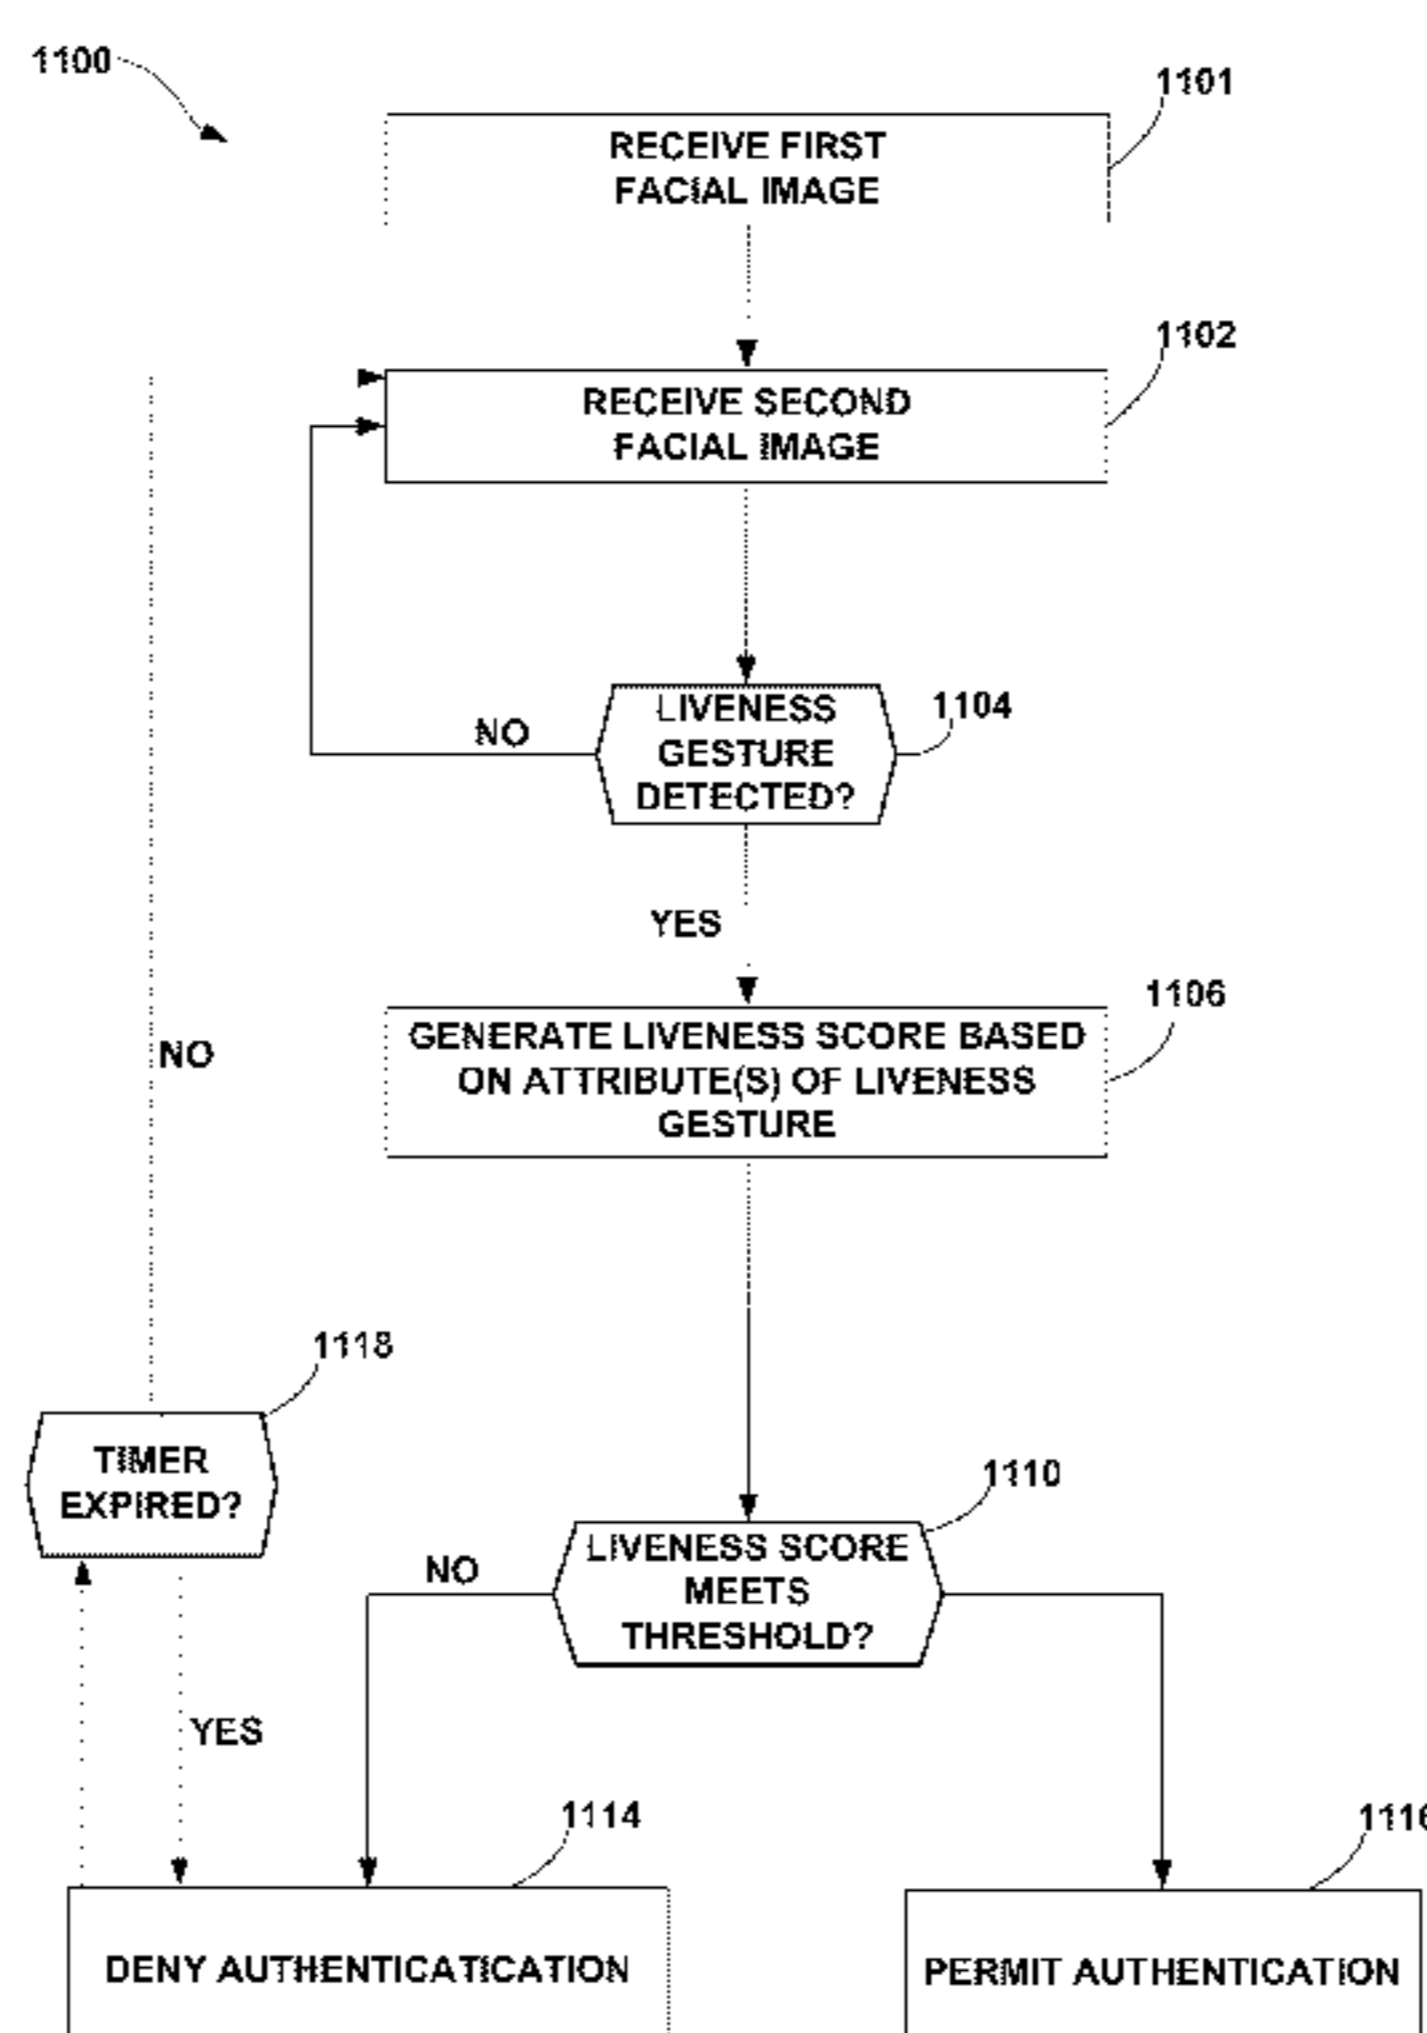 1100
1101
RECEIVE FIRST
FACIAL IMAGE
1102
RECEIVE SECOND
FACIAL IMAGE
NO
LIVENESS
GESTURE
DETECTED?
1104
YES
1106
GENERATE LIVENESS SCORE BASED
ON ATTRIBUTE(S) OF LIVENESS
GESTURE
NO
1118
TIMER
EXPIRED?
1110
NO
LIVENESS SCORE
MEETS
THRESHOLD?
YES
1114
1116
DENY AUTHENTICATICATION
PERMIT AUTHENTICATION